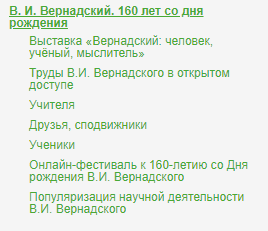 В. И. Вернадский. 160 лет со дня
рождения
Выставка «Вернадский: человек,
учёный, мыслитель»
Труды В.И. Вернадского в открытом
доступе
Учителя
Друзья, сподвижники
Ученики
Онлайн-фестиваль к 160-летию со Дня
рождения В.И. Вернадского
Популяризация научной деятельности
В.И. Вернадского